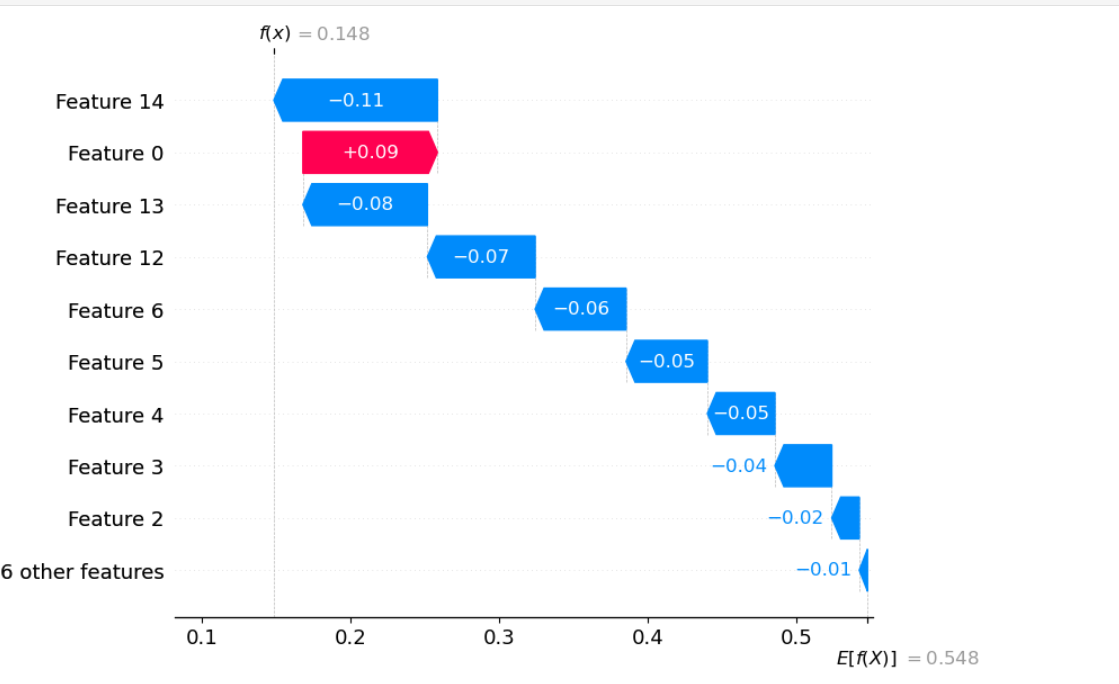 f(x) = 0.148
Feature 14 −0.11
Feature 0 +0.09
Feature 13 −0.08
Feature 12 −0.07
Feature 6 −0.06
Feature 5 −0.05
Feature 4 −0.05
Feature 3 −0.04
Feature 2 −0.02
6 other features −0.01
0.1 0.2 0.3 0.4 0.5
E[f(X)] = 0.548